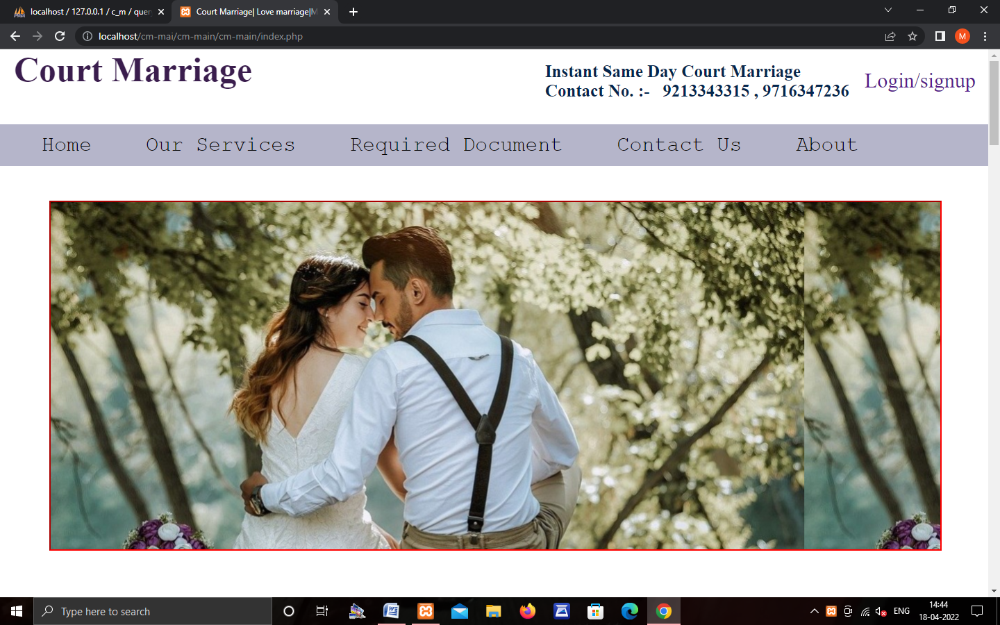 localhost / 127.0.0.1 / c_m / quer
Court Marriage| Love marriage|M
localhost/cm-mai/cm-main/cm-main/index.php
M
Court Marriage
Instant Same Day Court Marriage
Contact No. :- 9213343315 , 9716347236
Login/signup
Home Our Services Required Document Contact Us About
Type here to search
ENG
14:44
18-04-2022